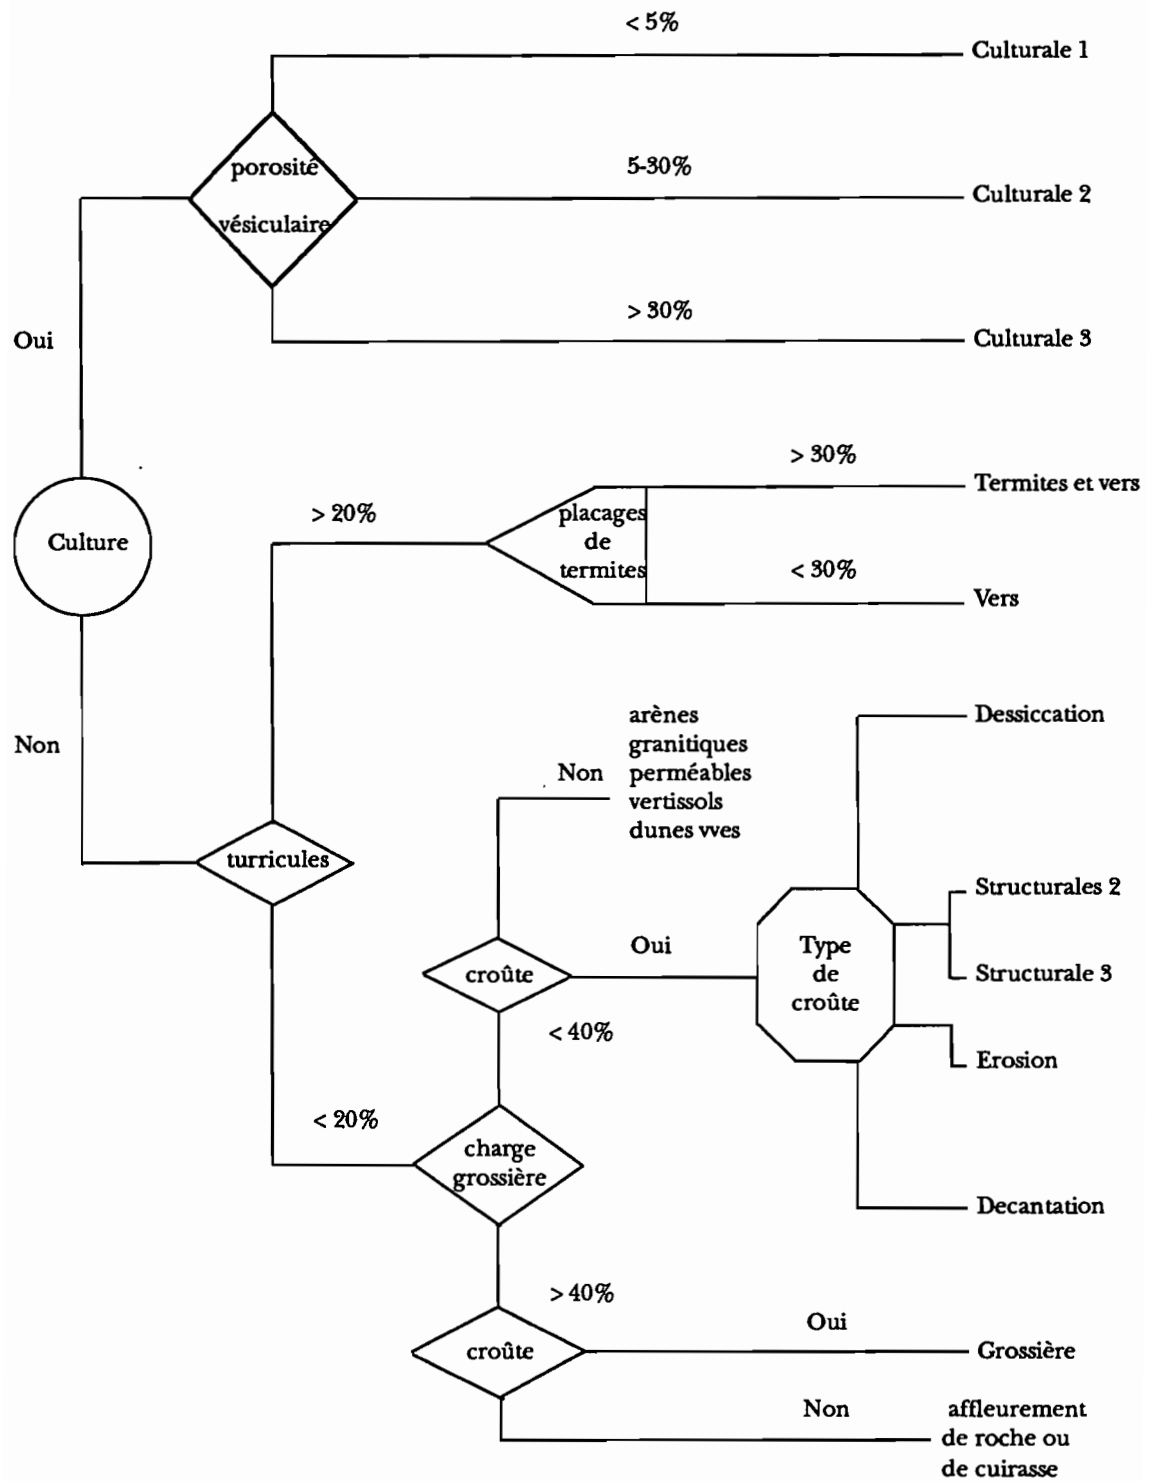 < 5%
Culturale 1
porosité
vésiculaire
5-30%
Culturale 2
> 30%
Culturale 3
Oui
Culture
Non
> 20%
placages
de
termites
> 30%
Termites et vers
< 30%
Vers
turricules
Non
arènes
granitiques
perméables
vertissols
dunes vves
croûte
Oui
Type
de
croûte
Dessiccation
Structurales 2
Structurale 3
Erosion
Decantation
< 40%
< 20%
charge
grossière
> 40%
croûte
Oui
Grossière
Non
affleurement
de roche ou
de cuirasse